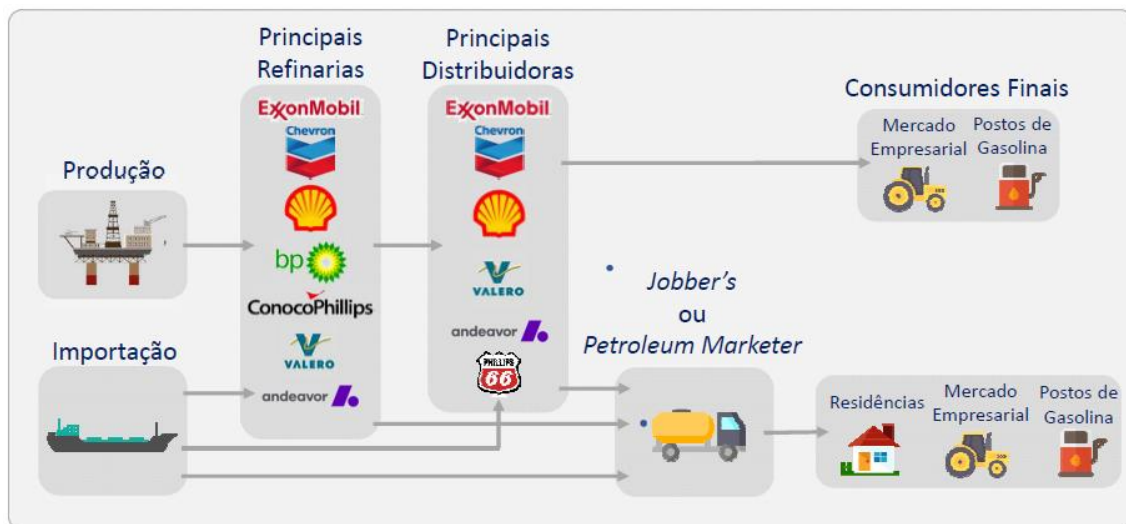 Principais
Refinarias
ExxonMobil
Chevron
bp
ConocoPhillips
VALERO
andeavor
Principais
Distribuidoras
ExxonMobil
Chevron
VALERO
andeavor
PHILLIPS
66
Consumidores Finais
Mercado
Empresarial
Postos de
Gasolina
Produção
Importação
Jobber's
ou
Petroleum Marketer
Residências
Mercado
Empresarial
Postos de
Gasolina